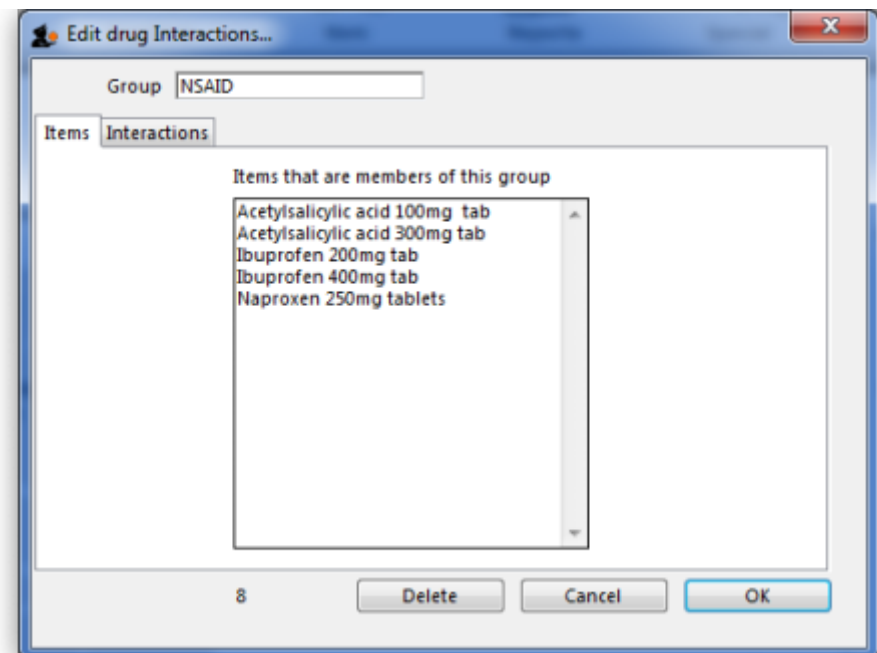 Edit drug Interactions...
Group NSAID
Items Interactions
Items that are members of this group
Acetylsalicylic acid 100mg  tab
Acetylsalicylic acid 300mg tab
Ibuprofen 200mg tab
Ibuprofen 400mg tab
Naproxen 250mg tablets
8 Delete Cancel OK